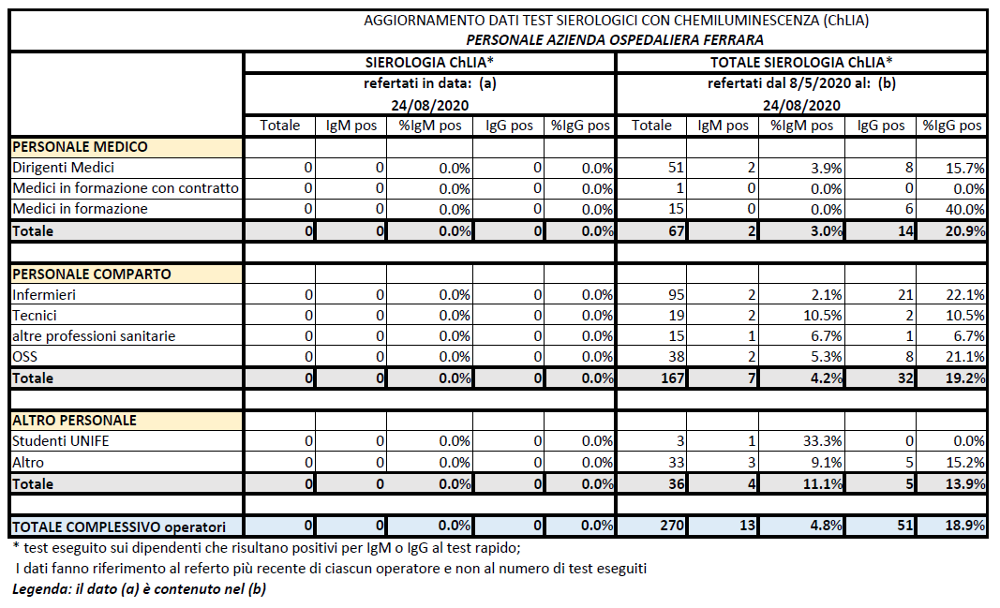 AGGIORNAMENTO DATI TEST SIEROLOGICI CON CHEMILUMINESCENZA (ChLIA)
PERSONALE AZIENDA OSPEDALIERA FERRARA
SIEROLOGIA ChLIA* TOTALE SIEROLOGIA ChLIA*
refertati in data: (a) refertati dal 8/5/2020 al: (b)
24/08/2020 24/08/2020
Totale IgM pos %IgM pos IgG pos %IgG pos Totale IgM pos %IgM pos IgG pos %IgG pos
PERSONALE MEDICO
Dirigenti Medici 0 0 0.0% 0 0.0% 51 2 3.9% 8 15.7%
Medici in formazione con contratto 0 0 0.0% 0 0.0% 1 0 0.0% 0 0.0%
Medici in formazione 0 0 0.0% 0 0.0% 15 0 0.0% 6 40.0%
Totale 0 0 0.0% 0 0.0% 67 2 3.0% 14 20.9%
PERSONALE COMPARTO
Infermieri 0 0 0.0% 0 0.0% 95 2 2.1% 21 22.1%
Tecnici 0 0 0.0% 0 0.0% 19 2 10.5% 2 10.5%
altre professioni sanitarie 0 0 0.0% 0 0.0% 15 1 6.7% 1 6.7%
OSS 0 0 0.0% 0 0.0% 38 2 5.3% 8 21.1%
Totale 0 0 0.0% 0 0.0% 167 7 4.2% 32 19.2%
ALTRO PERSONALE
Studenti UNIFE 0 0 0.0% 0 0.0% 3 1 33.3% 0 0.0%
Altro 0 0 0.0% 0 0.0% 33 3 9.1% 5 15.2%
Totale 0 0 0.0% 0 0.0% 36 4 11.1% 5 13.9%
TOTALE COMPLESSIVO operatori 0 0 0.0% 0 0.0% 270 13 4.8% 51 18.9%
* test eseguito sui dipendenti che risultano positivi per IgM o IgG al test rapido;
I dati fanno riferimento al referto più recente di ciascun operatore e non al numero di test eseguiti
Legenda: il dato (a) è contenuto nel (b)